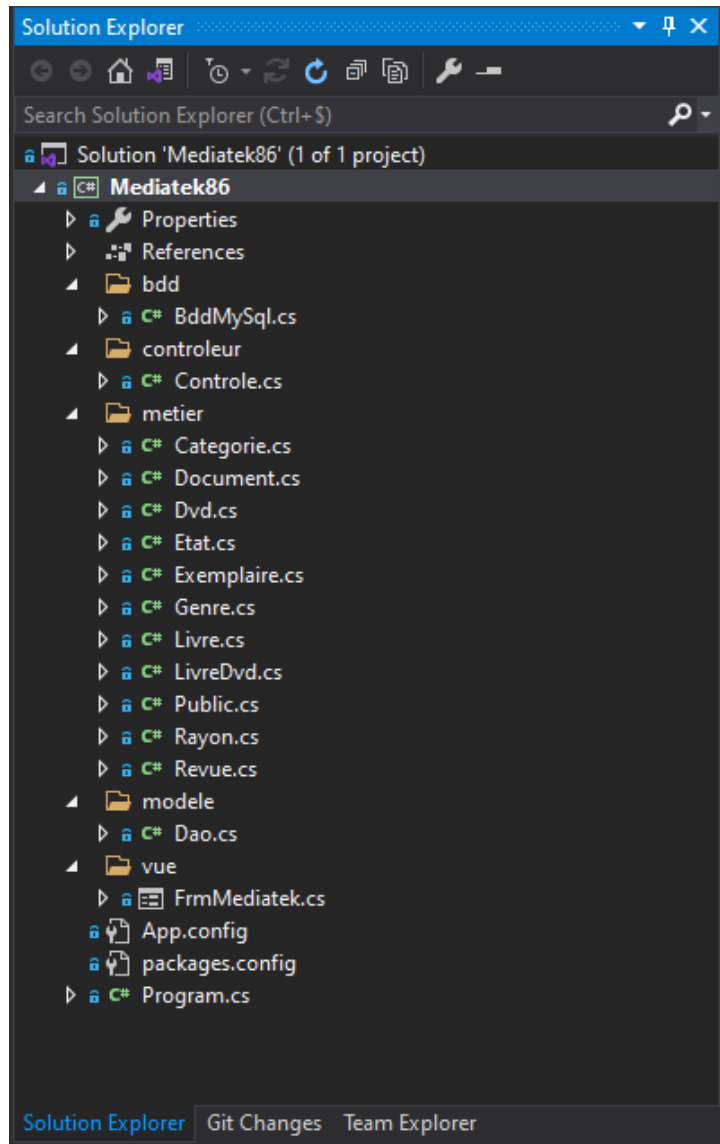 Solution Explorer
Search Solution Explorer (Ctrl+$)
Solution 'Mediatek86' (1 of 1 project)
C# Mediatek86
Properties
References
bdd
C# BddMySql.cs
controleur
C# Controle.cs
metier
C# Categorie.cs
C# Document.cs
C# Dvd.cs
C# Etat.cs
C# Exemplaire.cs
C# Genre.cs
C# Livre.cs
C# LivreDvd.cs
C# Public.cs
C# Rayon.cs
C# Revue.cs
modele
C# Dao.cs
vue
FrmMediatek.cs
App.config
packages.config
C# Program.cs
Solution Explorer Git Changes Team Explorer